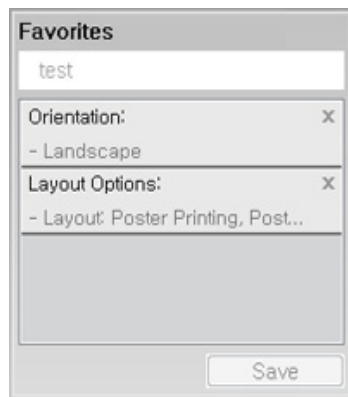 Favorites
test
Orientation: x
- Landscape
Layout Options: x
- Layout: Poster Printing, Post...
Save